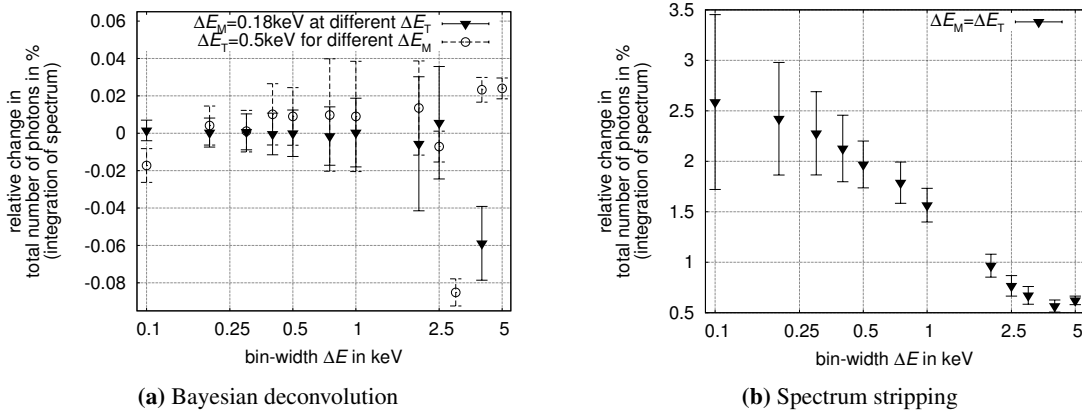 relative change in
total number of photons in %
(integration of spectrum)
ΔE_M=0.18keV at different ΔE_T
ΔE_T=0.5keV for different ΔE_M
0.06
0.04
0.02
0
-0.02
-0.04
-0.06
-0.08
0.1 0.25 0.5 1 2.5 5
bin-width ΔE in keV
(a) Bayesian deconvolution
relative change in
total number of photons in %
(integration of spectrum)
ΔE_M=ΔE_T
3.5
3
2.5
2
1.5
1
0.5
0.1 0.25 0.5 1 2.5 5
bin-width ΔE in keV
(b) Spectrum stripping